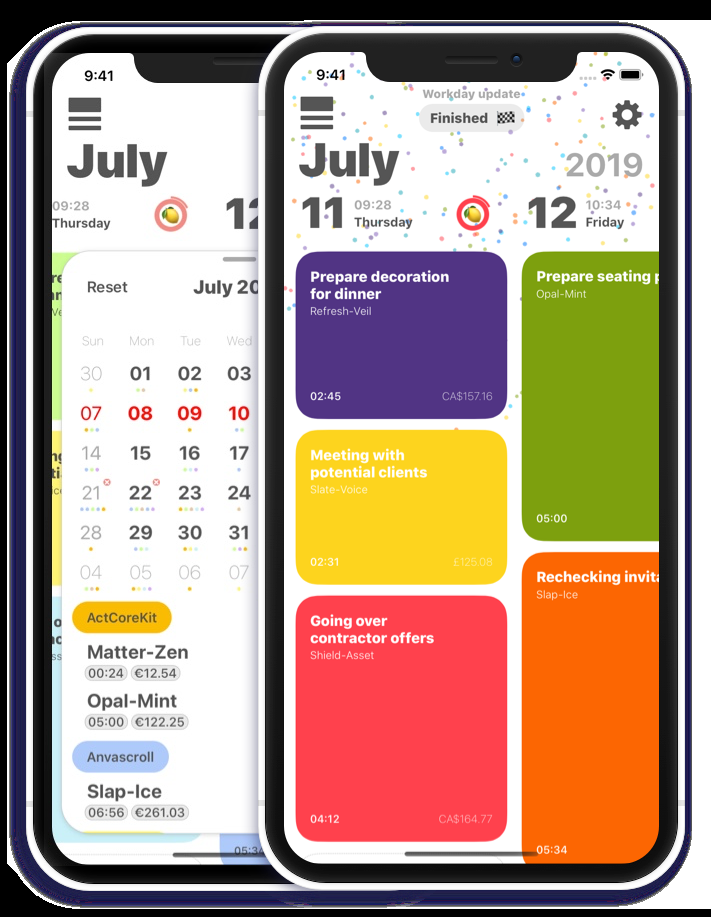 9:41
July
09:28
Thursday
12
Reset
July 20
Sun Mon Tue Wed
30 01 02 03
07 08 09 10
14 15 16 17
21 22 23 24
28 29 30 31
04 05 06 07
ActCoreKit
Matter-Zen
00:24 €12.54
Opal-Mint
05:00 €122.25
Anvascroll
Slap-Ice
06:56 €261.03
05:34
9:41
Workday update
Finished
July
2019
11
09:28
Thursday
12
10:34
Friday
Prepare decoration
for dinner
Refresh-Veil
02:45 CA$157.16
Meeting with
potential clients
Slate-Voice
02:31 £125.08
Going over
contractor offers
Shield-Asset
04:12 CA$164.77
Prepare seating p
Opal-Mint
05:00
Rechecking invita
Slap-Ice
05:34